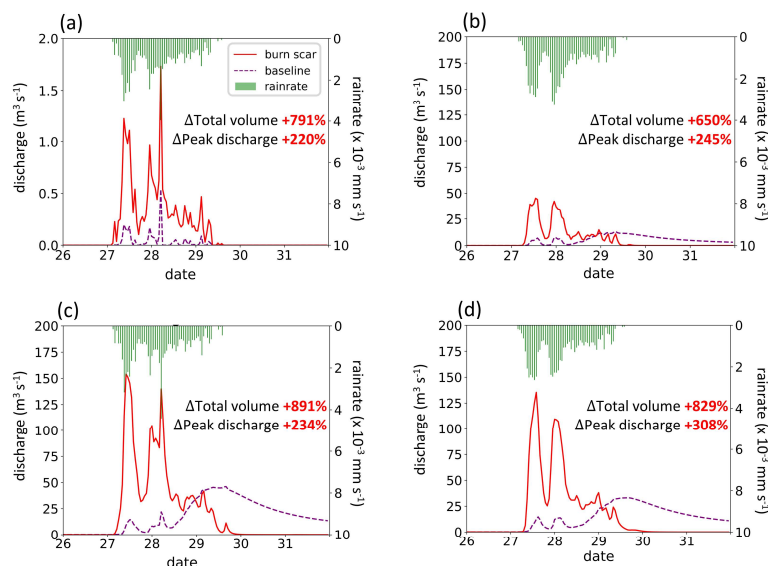 (a)
2.0
1.5
1.0
0.5
0.0
discharge (m³ s⁻¹)
burn scar
baseline
rainrate
0
2
4
6
8
10
rainrate (x 10⁻³ mm s⁻¹)
ΔTotal volume +791%
ΔPeak discharge +220%
26 27 28 29 30 31
date
(b)
200
175
150
125
100
75
50
25
0
discharge (m³ s⁻¹)
0
2
4
6
8
10
rainrate (x 10⁻³ mm s⁻¹)
ΔTotal volume +650%
ΔPeak discharge +245%
26 27 28 29 30 31
date
(c)
200
175
150
125
100
75
50
25
0
discharge (m³ s⁻¹)
0
2
4
6
8
10
rainrate (x 10⁻³ mm s⁻¹)
ΔTotal volume +891%
ΔPeak discharge +234%
26 27 28 29 30 31
date
(d)
200
175
150
125
100
75
50
25
0
discharge (m³ s⁻¹)
0
2
4
6
8
10
rainrate (x 10⁻³ mm s⁻¹)
ΔTotal volume +829%
ΔPeak discharge +308%
26 27 28 29 30 31
date